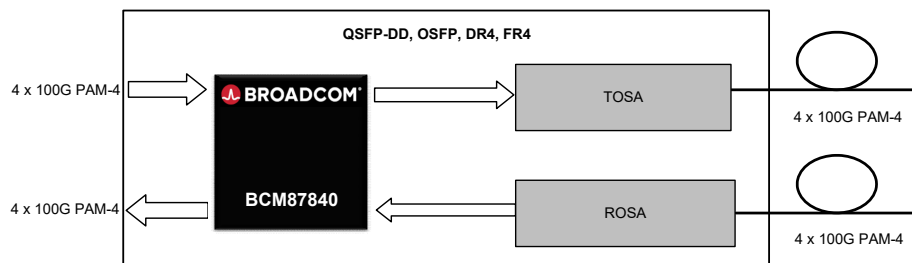 QSFP-DD, OSFP, DR4, FR4
4 x 100G PAM-4
BROADCOM®
TOSA
4 x 100G PAM-4
BCM87840
4 x 100G PAM-4
ROSA
4 x 100G PAM-4